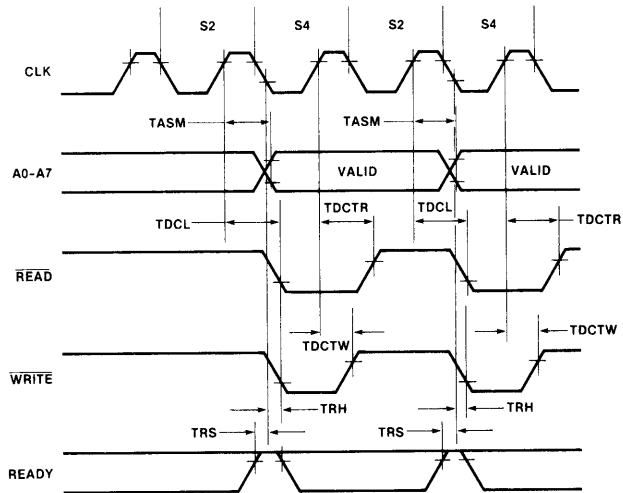 S2 S4 S2 S4
CLK
TASM TASM
A0-A7 VALID VALID
TDCL TDCTR TDCL TDCTR
READ
TDCTW TDCTW
WRITE
TRH TRH
TRS TRS
READY